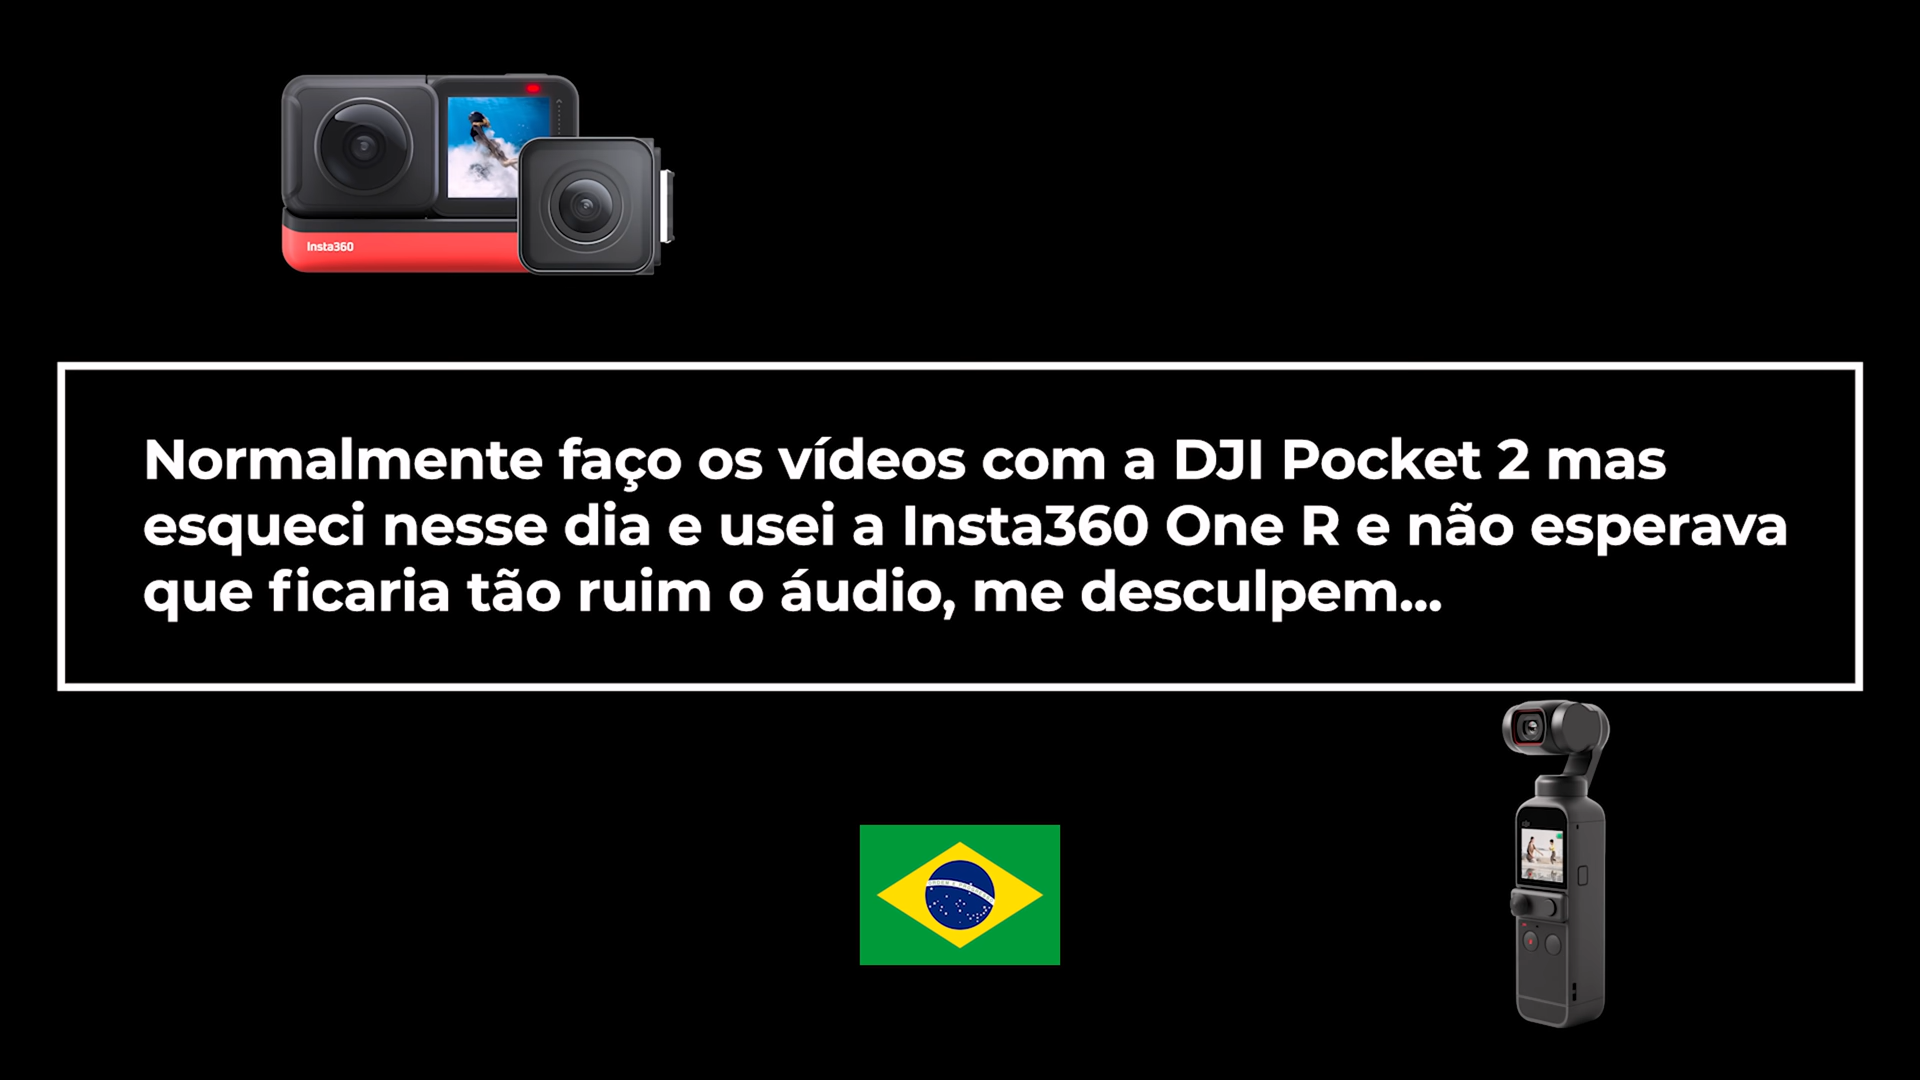 Insta360
Normalmente faço os vídeos com a DJI Pocket 2 mas
esqueci nesse dia e usei a Insta360 One R e não esperava
que ficaria tão ruim o áudio, me desculpem...